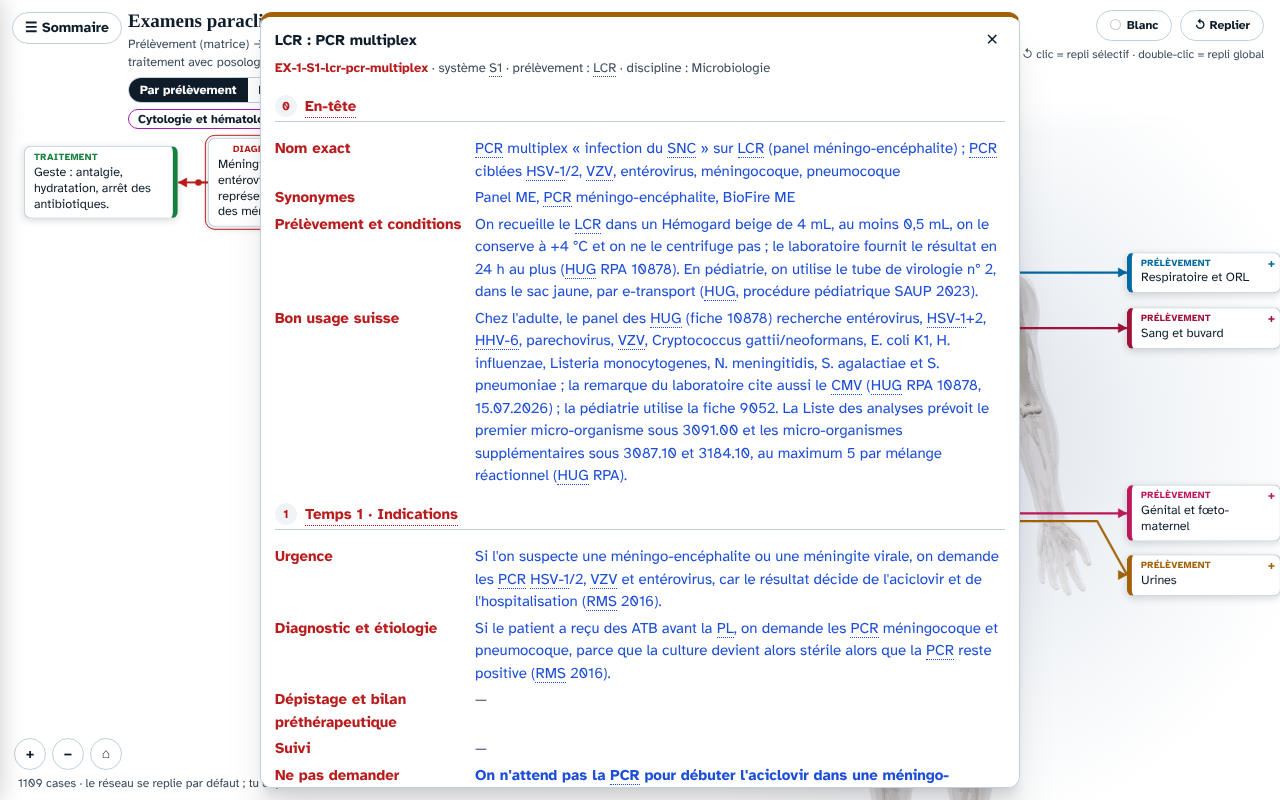 ☰ Sommaire
Examens paracli
Prélèvement (matrice)
traitement avec posolog
Par prélèvement
Cytologie et hématolo
Blanc
↺ Replier
↺ clic = repli sélectif · double-clic = repli global
TRAITEMENT
Geste : antalgie,
hydratation, arrêt des
antibiotiques.
DIAG
Méning
entérov
représe
des mén
LCR : PCR multiplex
✕
EX-1-S1-lcr-pcr-multiplex · système S1 · prélèvement : LCR · discipline : Microbiologie
0 En-tête
Nom exact
PCR multiplex « infection du SNC » sur LCR (panel méningo-encéphalite) ; PCR
ciblées HSV-1/2, VZV, entérovirus, méningocoque, pneumocoque
Synonymes
Panel ME, PCR méningo-encéphalite, BioFire ME
Prélèvement et conditions
On recueille le LCR dans un Hémogard beige de 4 mL, au moins 0,5 mL, on le
conserve à +4 °C et on ne le centrifuge pas ; le laboratoire fournit le résultat en
24 h au plus (HUG RPA 10878). En pédiatrie, on utilise le tube de virologie n° 2,
dans le sac jaune, par e-transport (HUG, procédure pédiatrique SAUP 2023).
Bon usage suisse
Chez l'adulte, le panel des HUG (fiche 10878) recherche entérovirus, HSV-1+2,
HHV-6, parechovirus, VZV, Cryptococcus gattii/neoformans, E. coli K1, H.
influenzae, Listeria monocytogenes, N. meningitidis, S. agalactiae et S.
pneumoniae ; la remarque du laboratoire cite aussi le CMV (HUG RPA 10878,
15.07.2026) ; la pédiatrie utilise la fiche 9052. La Liste des analyses prévoit le
premier micro-organisme sous 3091.00 et les micro-organismes
supplémentaires sous 3087.10 et 3184.10, au maximum 5 par mélange
réactionnel (HUG RPA).
1 Temps 1 · Indications
Urgence
Si l'on suspecte une méningo-encéphalite ou une méningite virale, on demande
les PCR HSV-1/2, VZV et entérovirus, car le résultat décide de l'aciclovir et de
l'hospitalisation (RMS 2016).
Diagnostic et étiologie
Si le patient a reçu des ATB avant la PL, on demande les PCR méningocoque et
pneumocoque, parce que la culture devient alors stérile alors que la PCR reste
positive (RMS 2016).
Dépistage et bilan
préthérapeutique
—
Suivi
—
Ne pas demander
On n'attend pas la PCR pour débuter l'aciclovir dans une méningo-
PRÉLÈVEMENT +
Respiratoire et ORL
PRÉLÈVEMENT +
Sang et buvard
PRÉLÈVEMENT +
Génital et fœto-
maternel
PRÉLÈVEMENT +
Urines
+ − ⌂
1109 cases · le réseau se replie par défaut ; tu